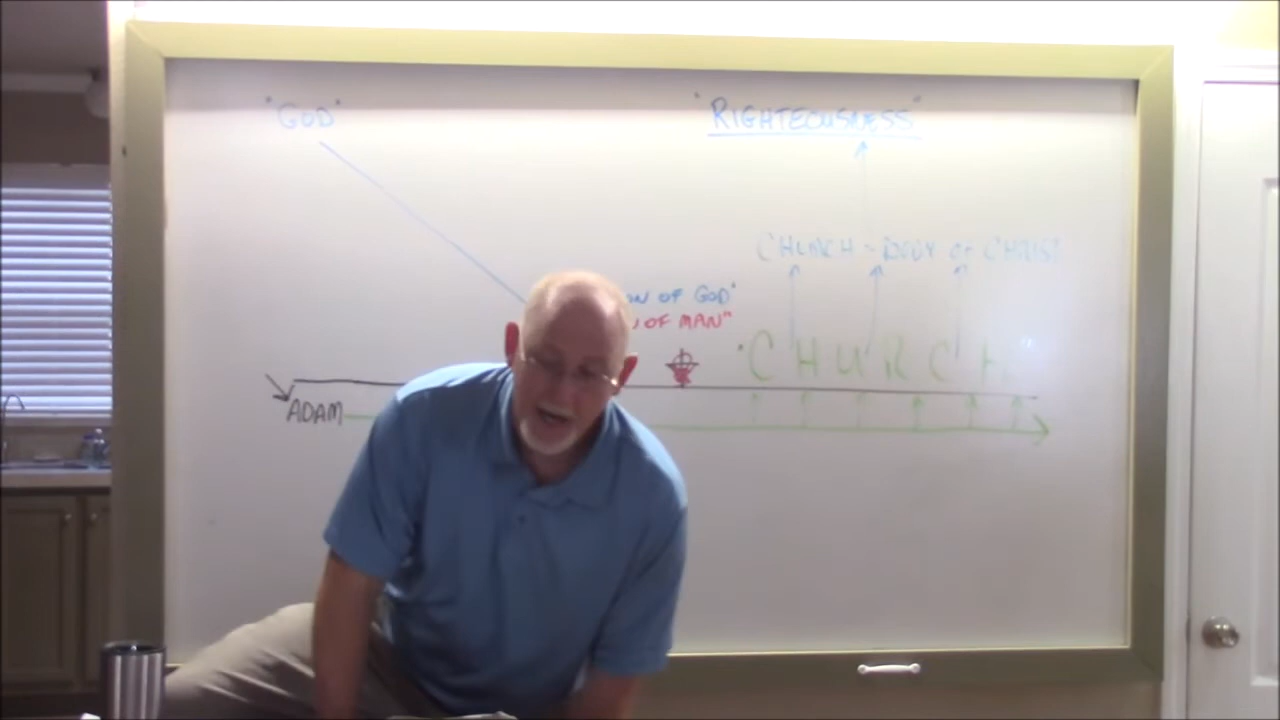 "GOD"
"RIGHTEOUSNESS"
CHURCH - BODY OF CHRIST
OF GOD"
OF MAN"
"CHURCH
ADAM